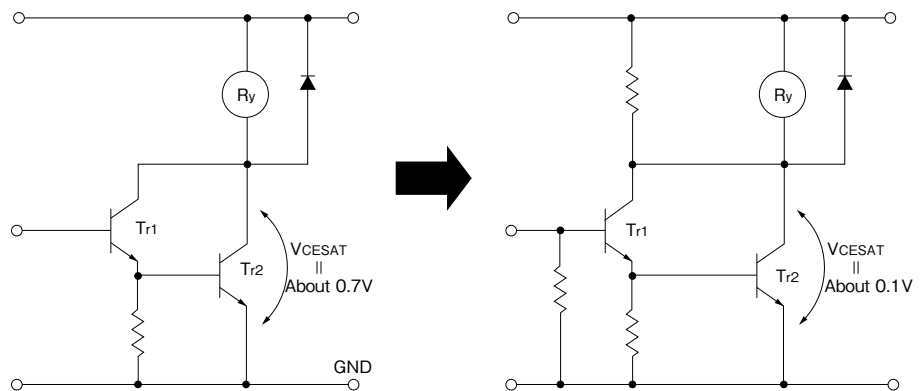 Ry
Tr1
Tr2
VCESAT
=
About 0.7V
GND
Ry
Tr1
Tr2
VCESAT
=
About 0.1V